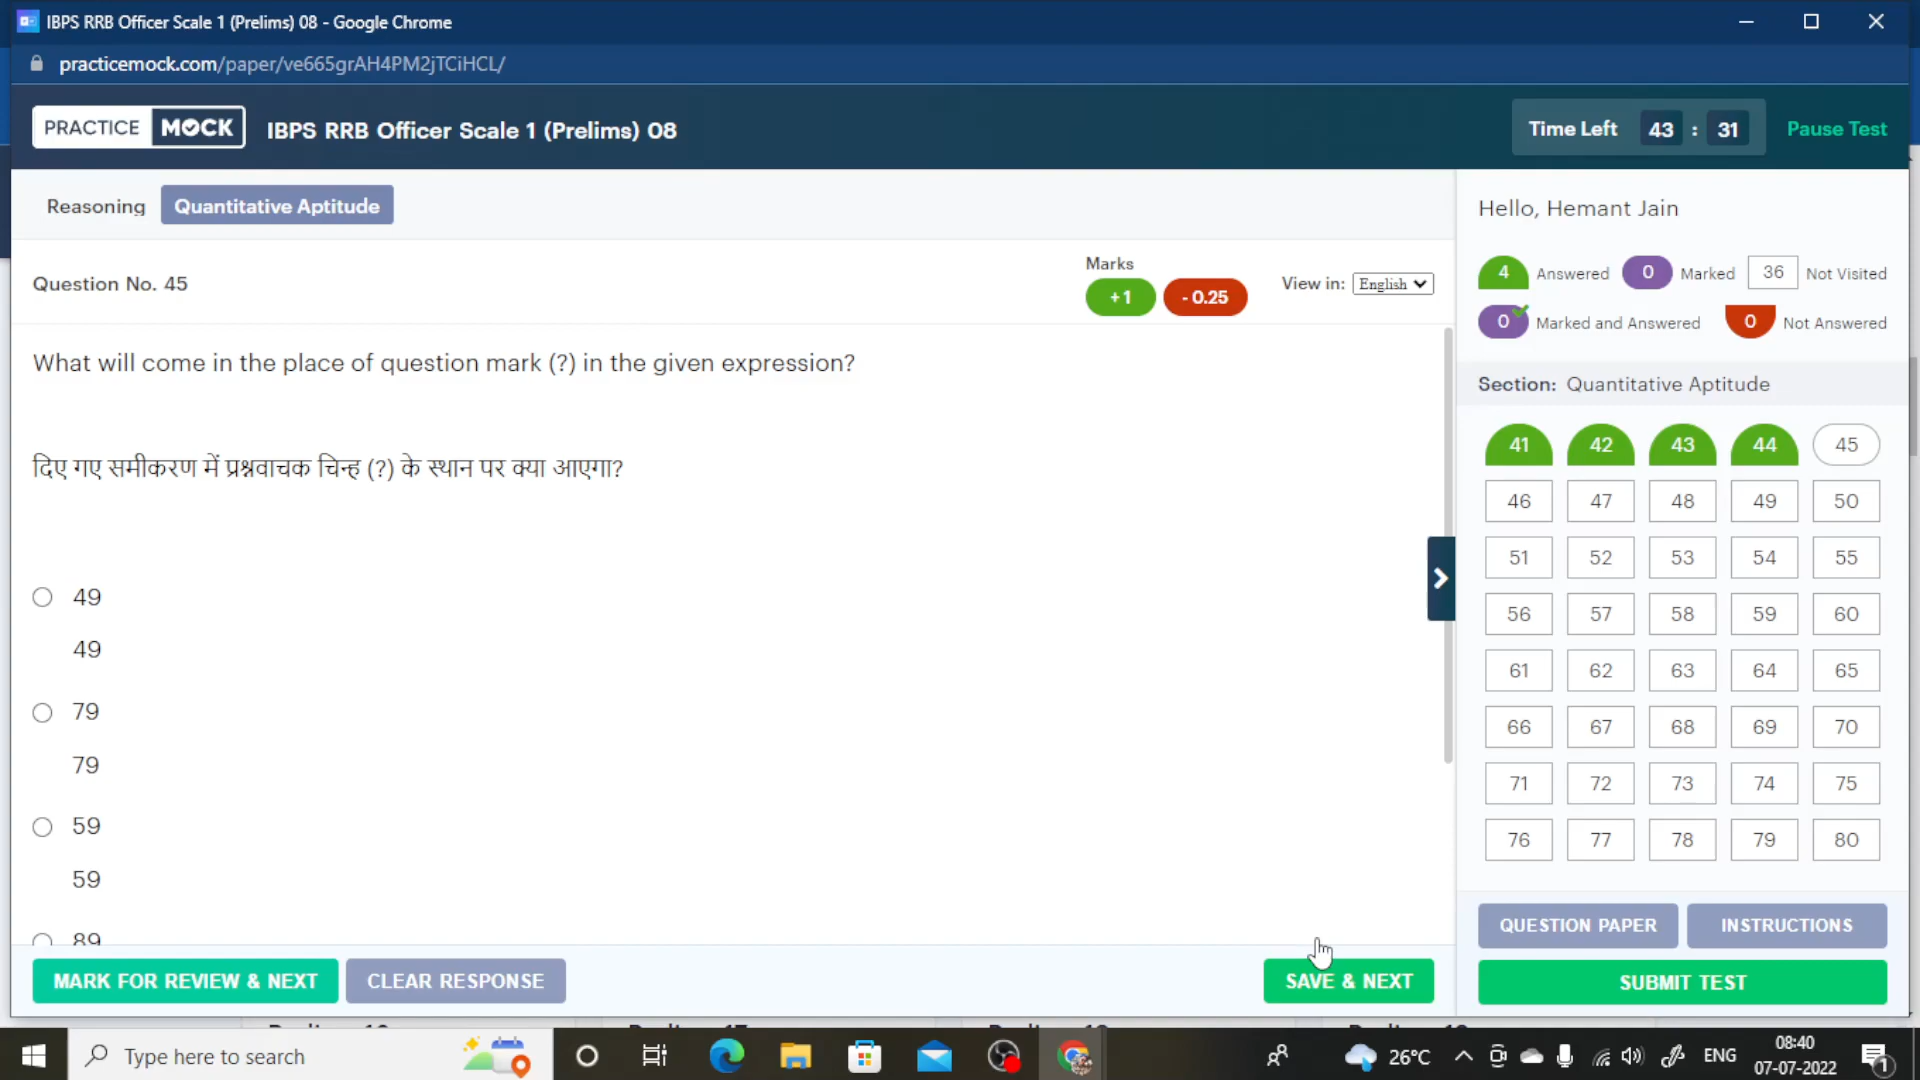 IBPS RRB Officer Scale 1 (Prelims) 08 - Google Chrome
practicemock.com/paper/ve665grAH4PM2jTCiHCL/
PRACTICE MOCK IBPS RRB Officer Scale 1 (Prelims) 08
Time Left 43 : 31 Pause Test
Reasoning Quantitative Aptitude
Hello, Hemant Jain
Question No. 45
Marks
+1 - 0.25
View in: English
4 Answered 0 Marked 36 Not Visited
0 Marked and Answered 0 Not Answered
What will come in the place of question mark (?) in the given expression?
दिए गए समीकरण में प्रश्नवाचक चिन्ह (?) के स्थान पर क्या आएगा?
49
49
79
79
59
59
89
Section: Quantitative Aptitude
41 42 43 44 45
46 47 48 49 50
51 52 53 54 55
56 57 58 59 60
61 62 63 64 65
66 67 68 69 70
71 72 73 74 75
76 77 78 79 80
QUESTION PAPER INSTRUCTIONS
MARK FOR REVIEW & NEXT CLEAR RESPONSE SAVE & NEXT SUBMIT TEST
Type here to search
26°C ENG 08:40
07-07-2022
1